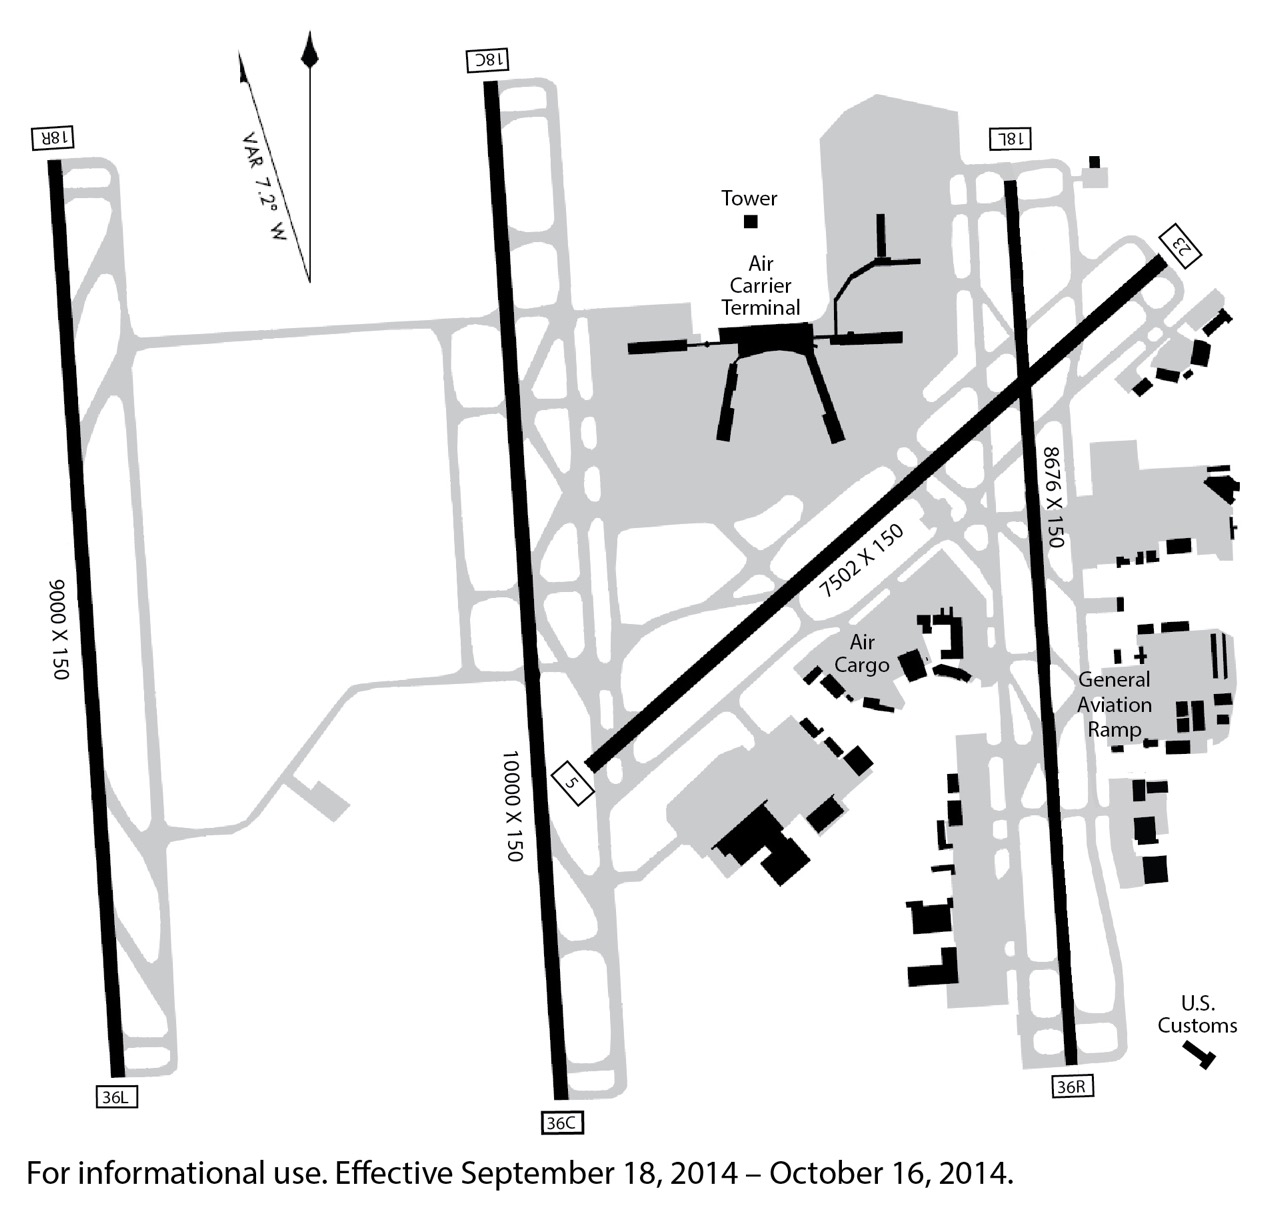 18C
18R
18L
VAR 7.2° W
Tower
23
Air
Carrier
Terminal
8676 X 150
7502 X 150
9000 X 150
Air
Cargo
General
Aviation
Ramp
5
10000 X 150
U.S.
Customs
36L
36R
36C
For informational use. Effective September 18, 2014 – October 16, 2014.